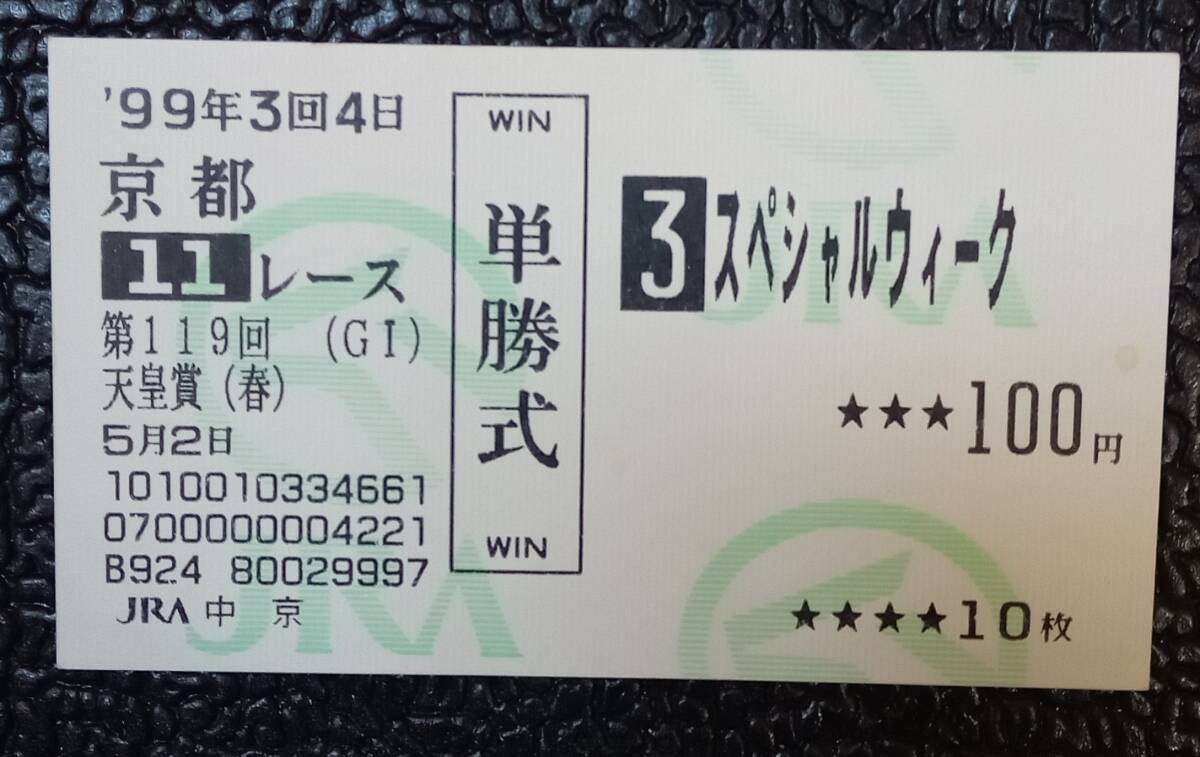 '99年3回4日
京都
11レース
第119回 (GI)
天皇賞(春)
5月2日
1010010334661
0700000004221
B924 80029997
JRA 中京
WIN
単勝式
WIN
3 スペシャルウィーク
★★★100円
★★★★10枚
JRA
JRA